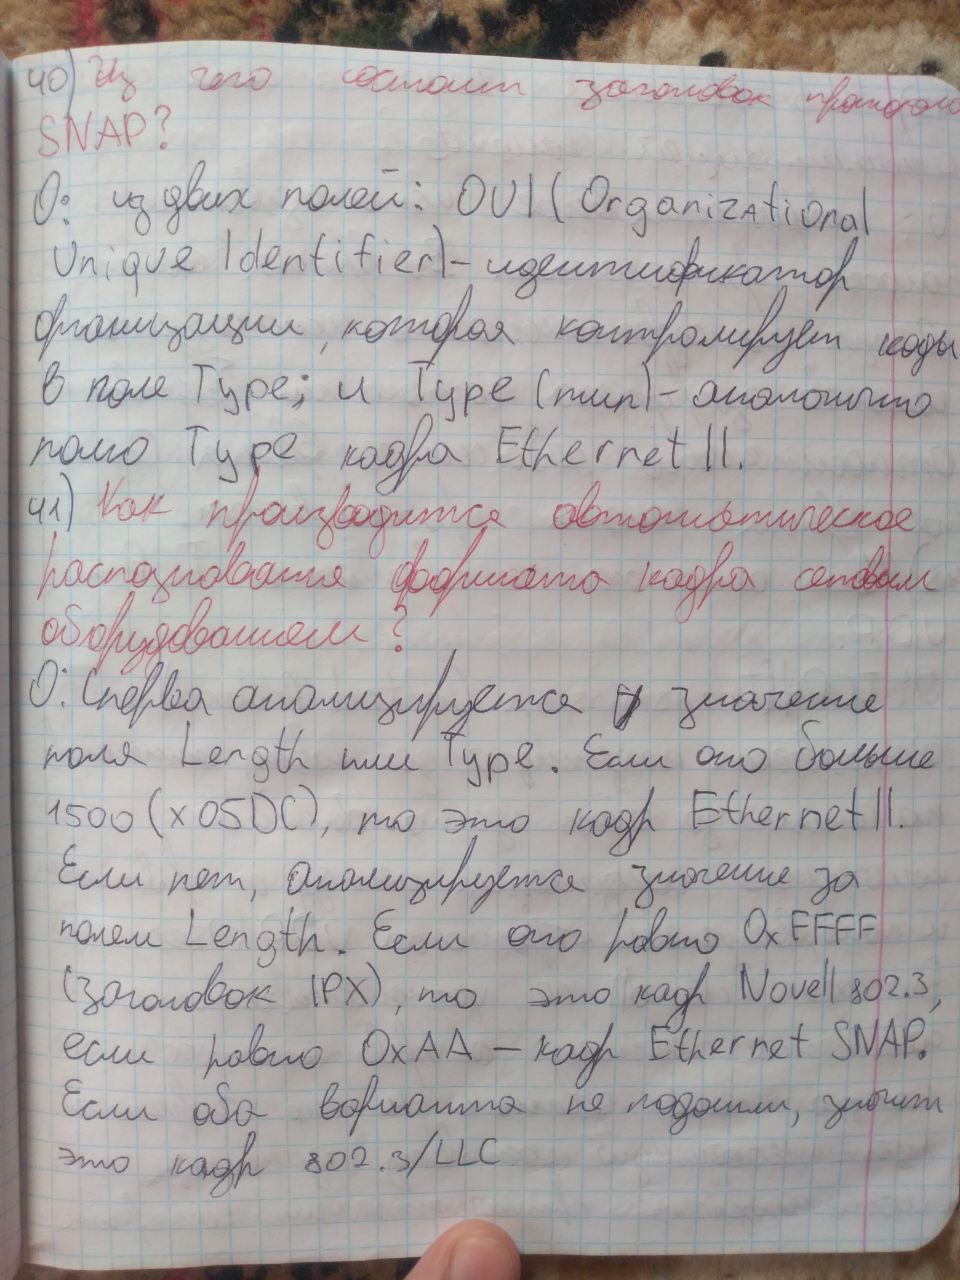 40) Из чего состоит заголовок протокола
SNAP?
О: из двух полей: OUI (Organizational
Unique Identifier) - идентификатор
организации, которая контролирует коды
в поле Type; и Type (тип) - аналогично
полю Type кадра Ethernet II.
41) Как производится автоматическое
распознавание формата кадра сетевым
оборудованием?
О: Сперва анализируется значение
поля Length или Type. Если оно больше
1500 (x05DC), то это кадр Ethernet II.
Если нет, анализируется значение за
полем Length. Если оно равно 0xFFFF
(заголовок IPX), то это кадр Novell 802.3,
если равно 0xAA – кадр Ethernet SNAP.
Если оба варианта не подошли, значит
это кадр 802.3/LLC